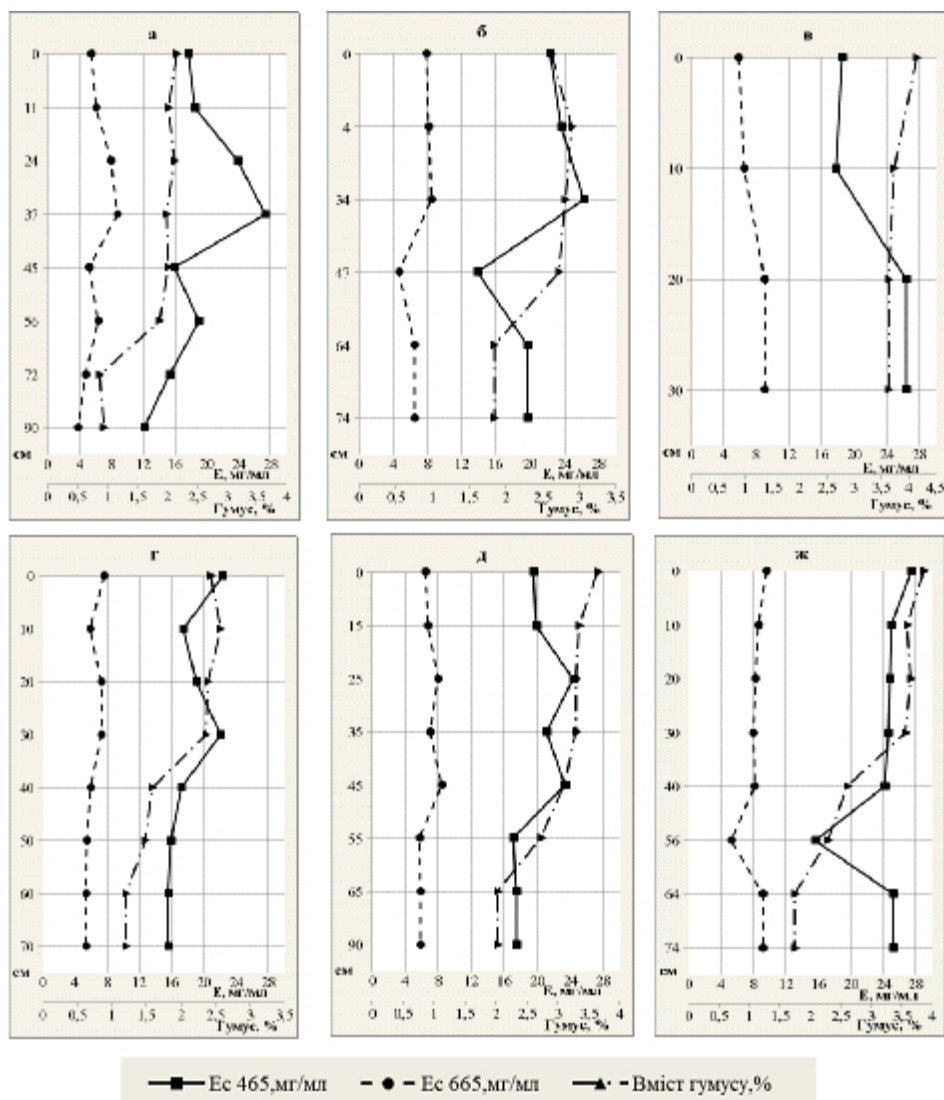 а
0
11
24
37
45
56
72
90
см
0 4 8 12 16 20 24 28
Е, мг/мл
0 0,5 1 1,5 2 2,5 3 3,5 4
Гумус, %
б
0
4
34
47
64
74
см
0 4 8 12 16 20 24 28
Е, мг/мл
0 0,5 1 1,5 2 2,5 3 3,5
Гумус, %
в
0
10
20
30
см
0 4 8 12 16 20 24 28
Е, мг/мл
0 0,5 1 1,5 2 2,5 3 3,5 4 4,5
Гумус, %
г
0
10
20
30
40
50
60
70
см
0 4 8 12 16 20 24 28
Е, мг/мл
0 0,5 1 1,5 2 2,5 3 3,5
Гумус, %
д
0
15
25
35
45
55
65
90
см
0 4 8 12 16 20 24 28
Е, мг/мл
0 0,5 1 1,5 2 2,5 3 3,5 4
Гумус, %
ж
0
10
20
30
40
56
64
74
см
0 4 8 12 16 20 24 28
Е, мг/мл
0 0,5 1 1,5 2 2,5 3 3,5 4
Гумус, %
Ес 465,мг/мл Ес 665,мг/мл Вміст гумусу,%